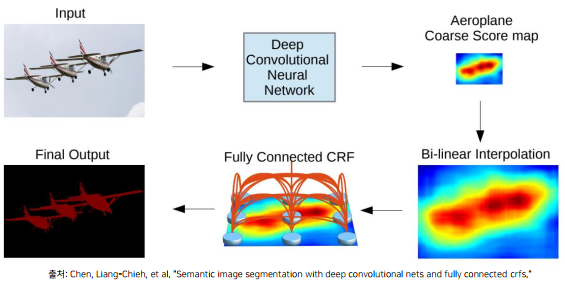 Input
Deep
Convolutional
Neural
Network
Aeroplane
Coarse Score map
Bi-linear Interpolation
Fully Connected CRF
Final Output
출처: Chen, Liang-Chieh, et al, "Semantic image segmentation with deep convolutional nets and fully connected crfs."